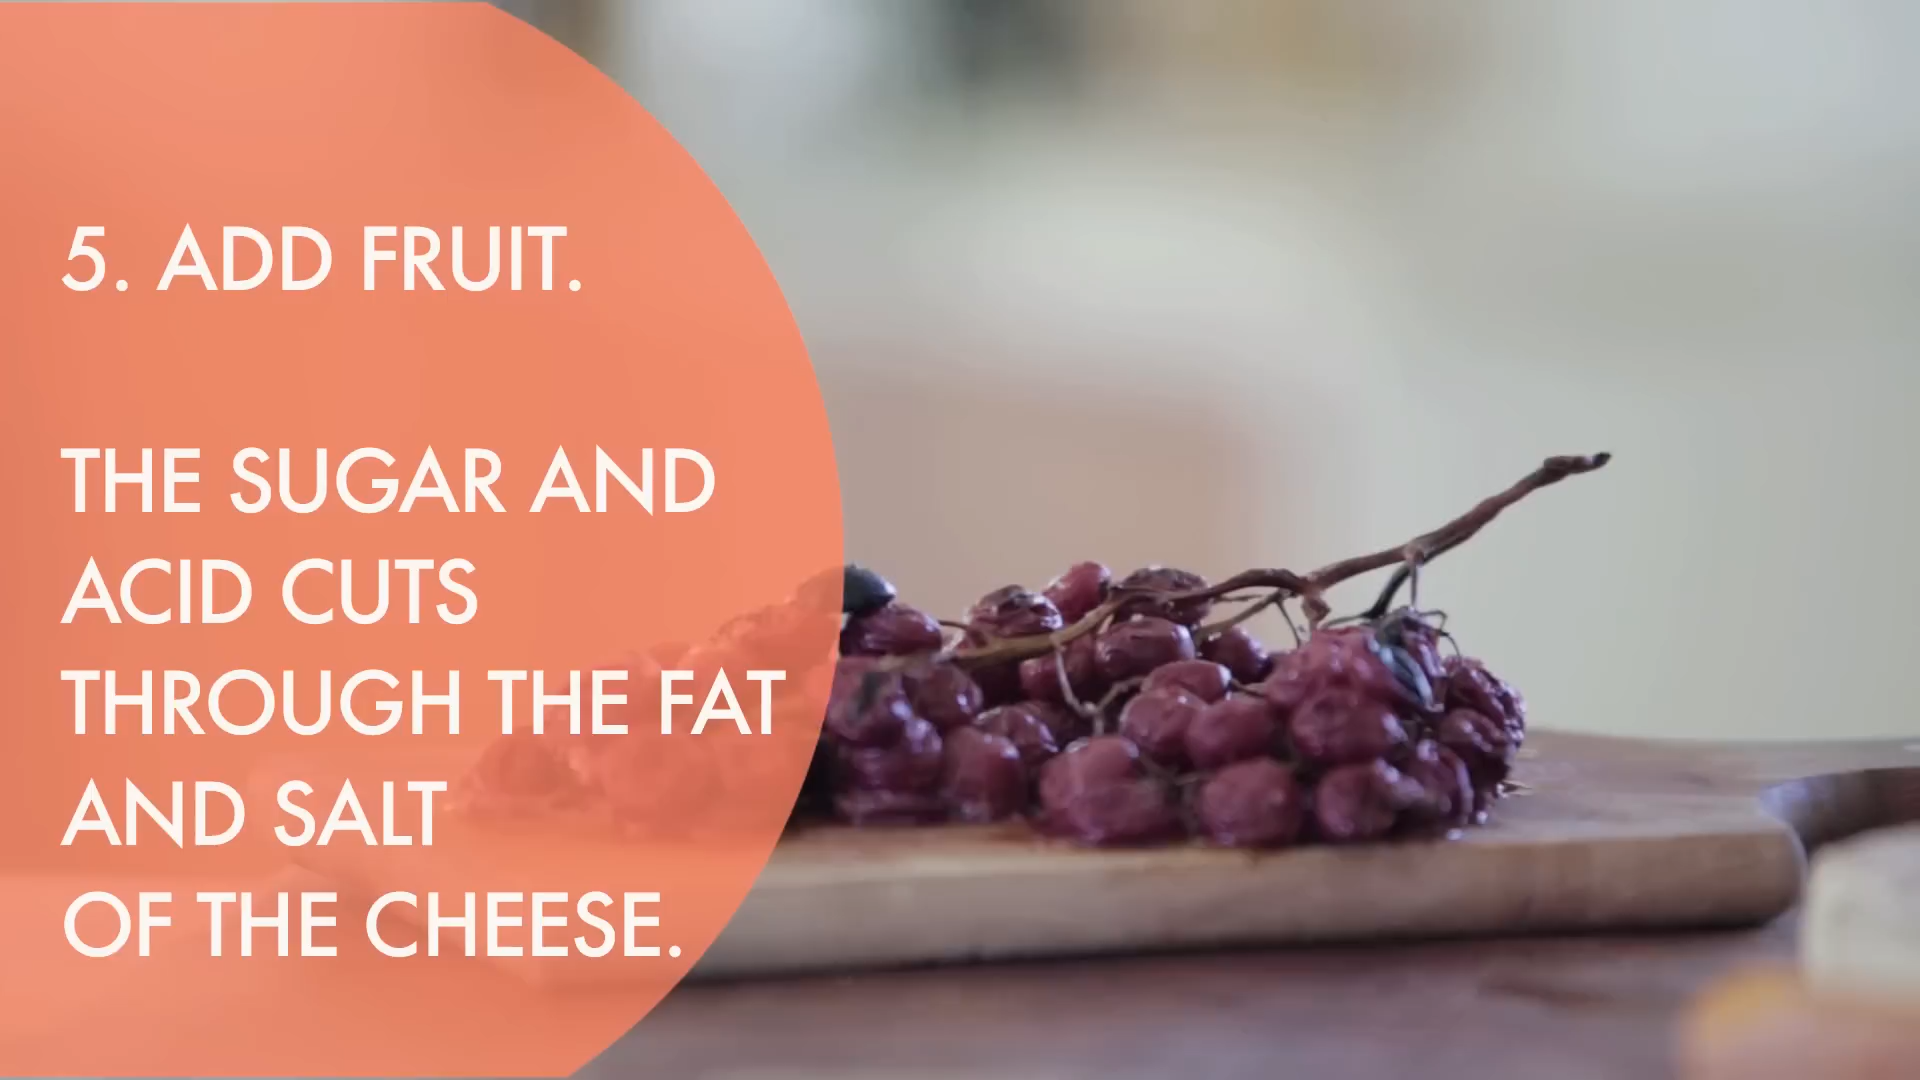 5. ADD FRUIT.
THE SUGAR AND
ACID CUTS
THROUGH THE FAT
AND SALT
OF THE CHEESE.